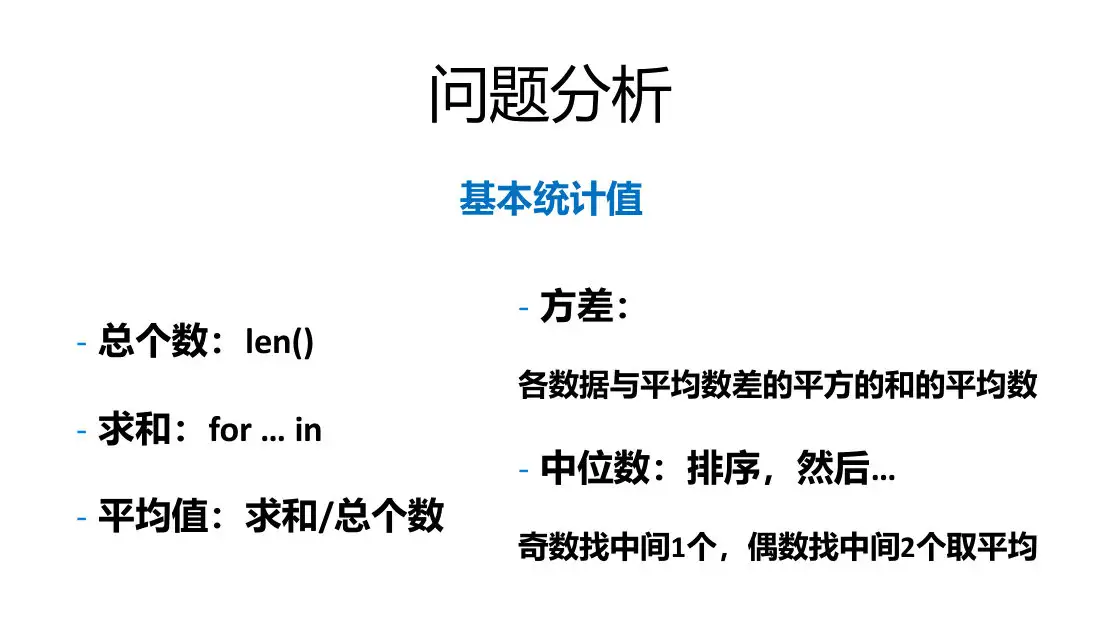 问题分析
基本统计值
- 总个数：len()
- 求和：for … in
- 平均值：求和/总个数
- 方差：
各数据与平均数差的平方的和的平均数
- 中位数：排序，然后…
奇数找中间1个，偶数找中间2个取平均